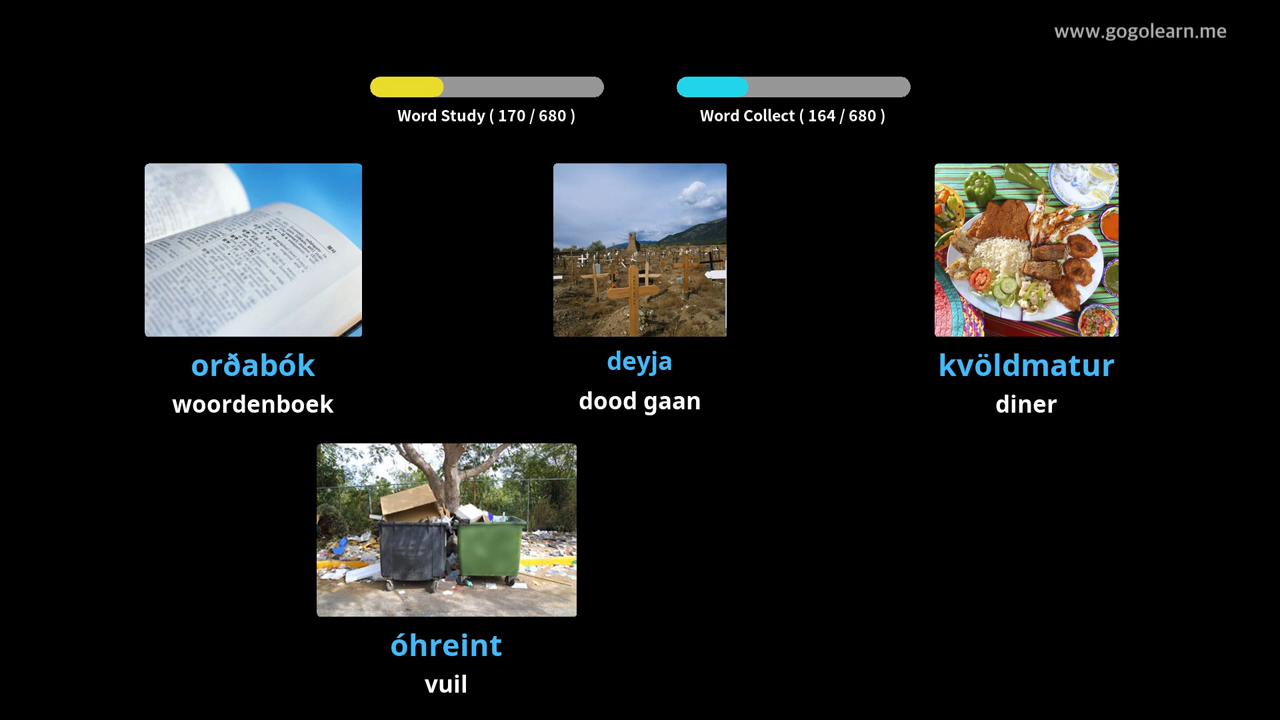 www.gogolearn.me
Word Study ( 170 / 680 )
Word Collect ( 164 / 680 )
orðabók
woordenboek
deyja
dood gaan
kvöldmatur
diner
óhreint
vuil